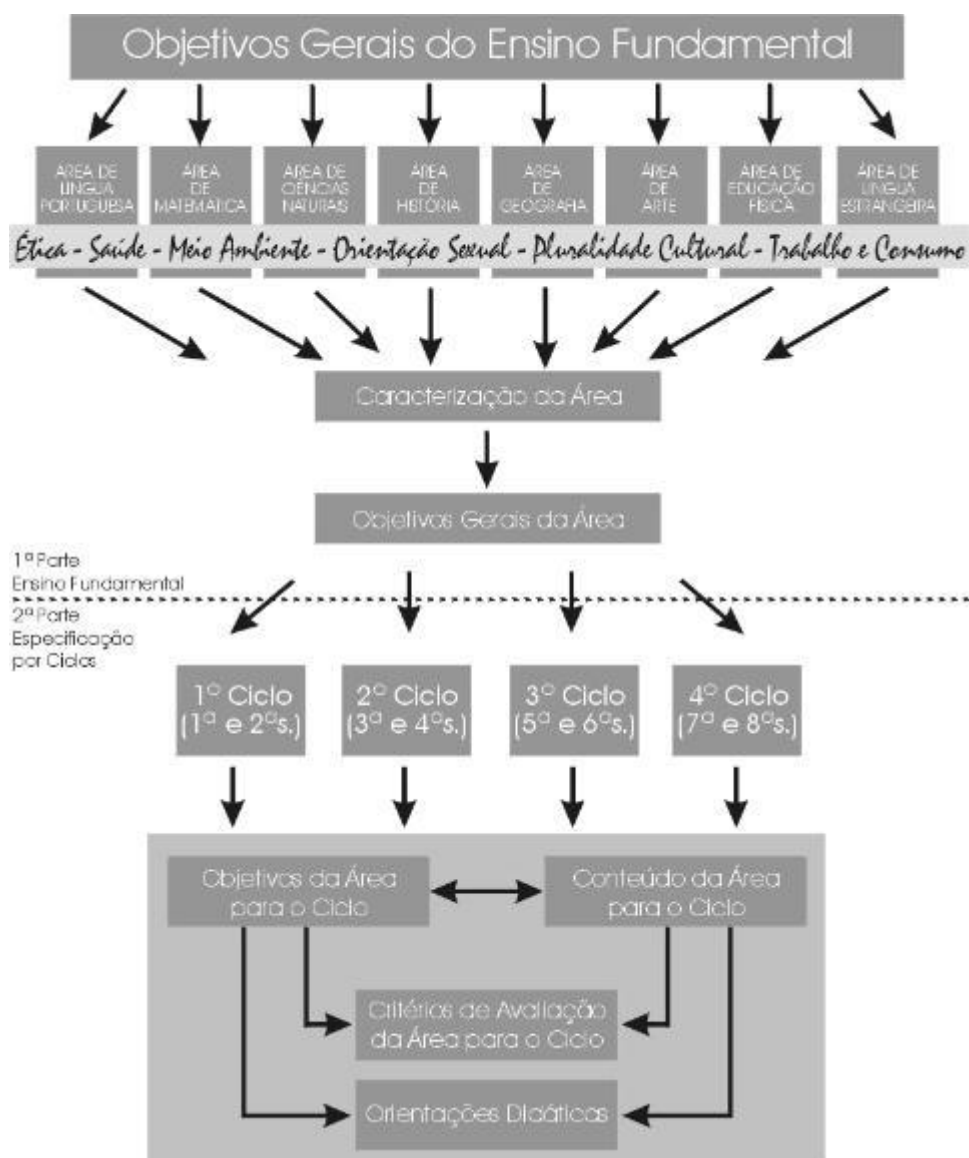 Objetivos Gerais do Ensino Fundamental
ÁREA DE
LÍNGUA
PORTUGUESA
ÁREA
DE
MATEMÁTICA
ÁREA DE
CIÊNCIAS
NATURAIS
ÁREA
DE
HISTÓRIA
ÁREA
DE
GEOGRAFIA
ÁREA
DE
ARTE
ÁREA DE
EDUCAÇÃO
FÍSICA
ÁREA DE
LÍNGUA
ESTRANGEIRA
Ética - Saúde - Meio Ambiente - Orientação Sexual - Pluralidade Cultural - Trabalho e Consumo
Caracterização da Área
Objetivos Gerais da Área
1ª Parte
Ensino Fundamental
2ª Parte
Especificação
por Ciclos
1º Ciclo
(1ª e 2ªs.)
2º Ciclo
(3ª e 4ªs.)
3º Ciclo
(5ª e 6ªs.)
4º Ciclo
(7ª e 8ªs.)
Objetivos da Área
para o Ciclo
Conteúdo da Área
para o Ciclo
Critérios de Avaliação
da Área para o Ciclo
Orientações Didáticas